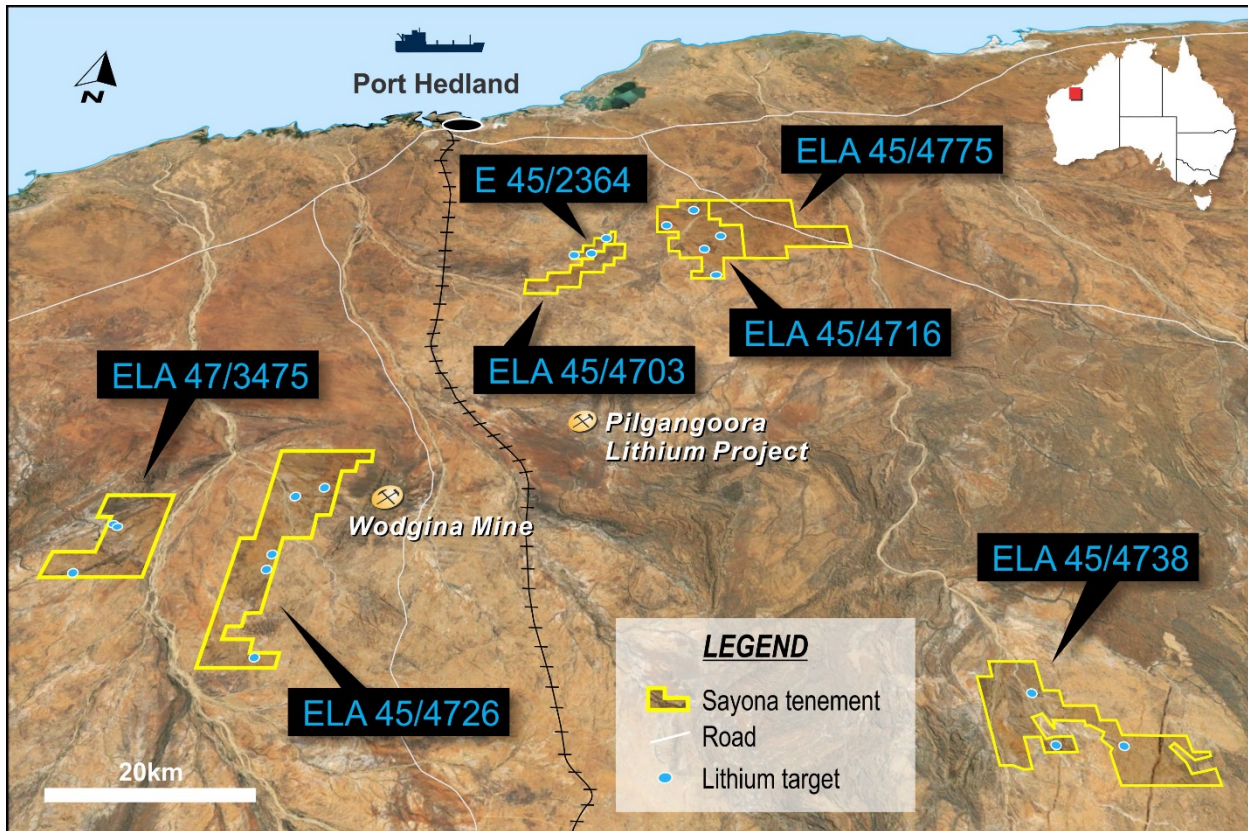 N
Port Hedland
E 45/2364
ELA 45/4775
ELA 45/4716
ELA 45/4703
ELA 47/3475
Pilgangoora
Lithium Project
Wodgina Mine
ELA 45/4738
ELA 45/4726
LEGEND
Sayona tenement
Road
Lithium target
20km